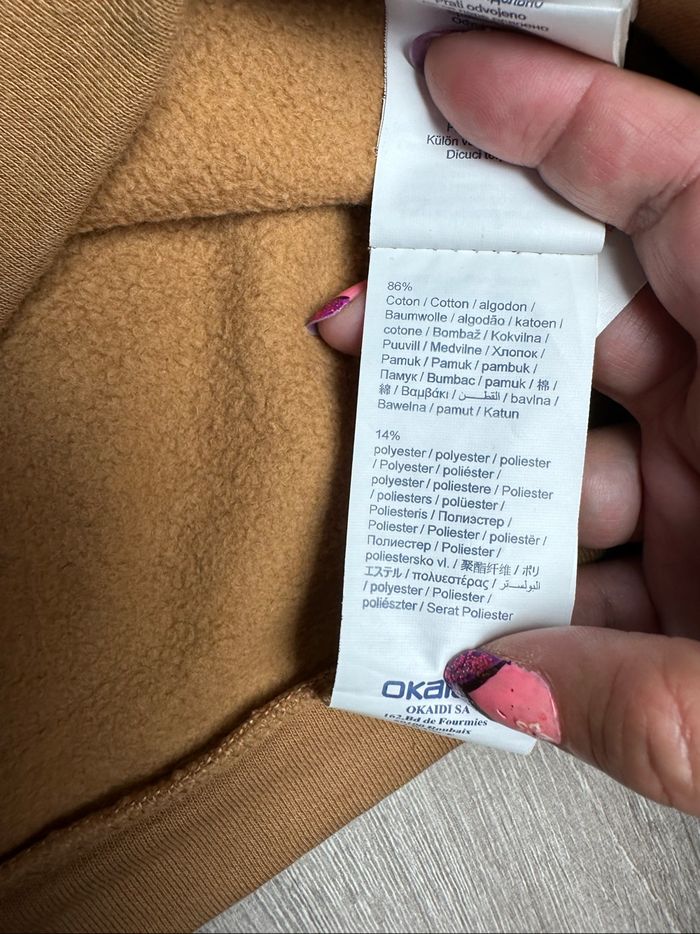 Prati odvojeno
Külön
Dicuci
86%
Coton / Cotton / algodon /
Baumwolle / algodão / katoen /
cotone / Bombaž / Kokvilna /
Puuvill / Medvilne / Хлопок /
Pamuk / Pamuk / pambuk /
Памук / Bumbac / pamuk / 棉 /
綿 / Βαμβάκι / القطن / bavlna /
Bawelna / pamut / Katun
14%
polyester / polyester / poliester
/ Polyester / poliéster /
polyester / poliestere / Poliester
/ poliesters / polüester /
Poliesteris / Полиэстер /
Poliester / Poliester / poliestër /
Полиестер / Poliester /
poliestersko vl. / 聚酯纤维 / ポリ
エステル / πολυεστέρας / البوليستر
/ polyester / Poliester /
poliészter / Serat Poliester
OKAIDI SA
162, Bd de Fourmies
Roubaix